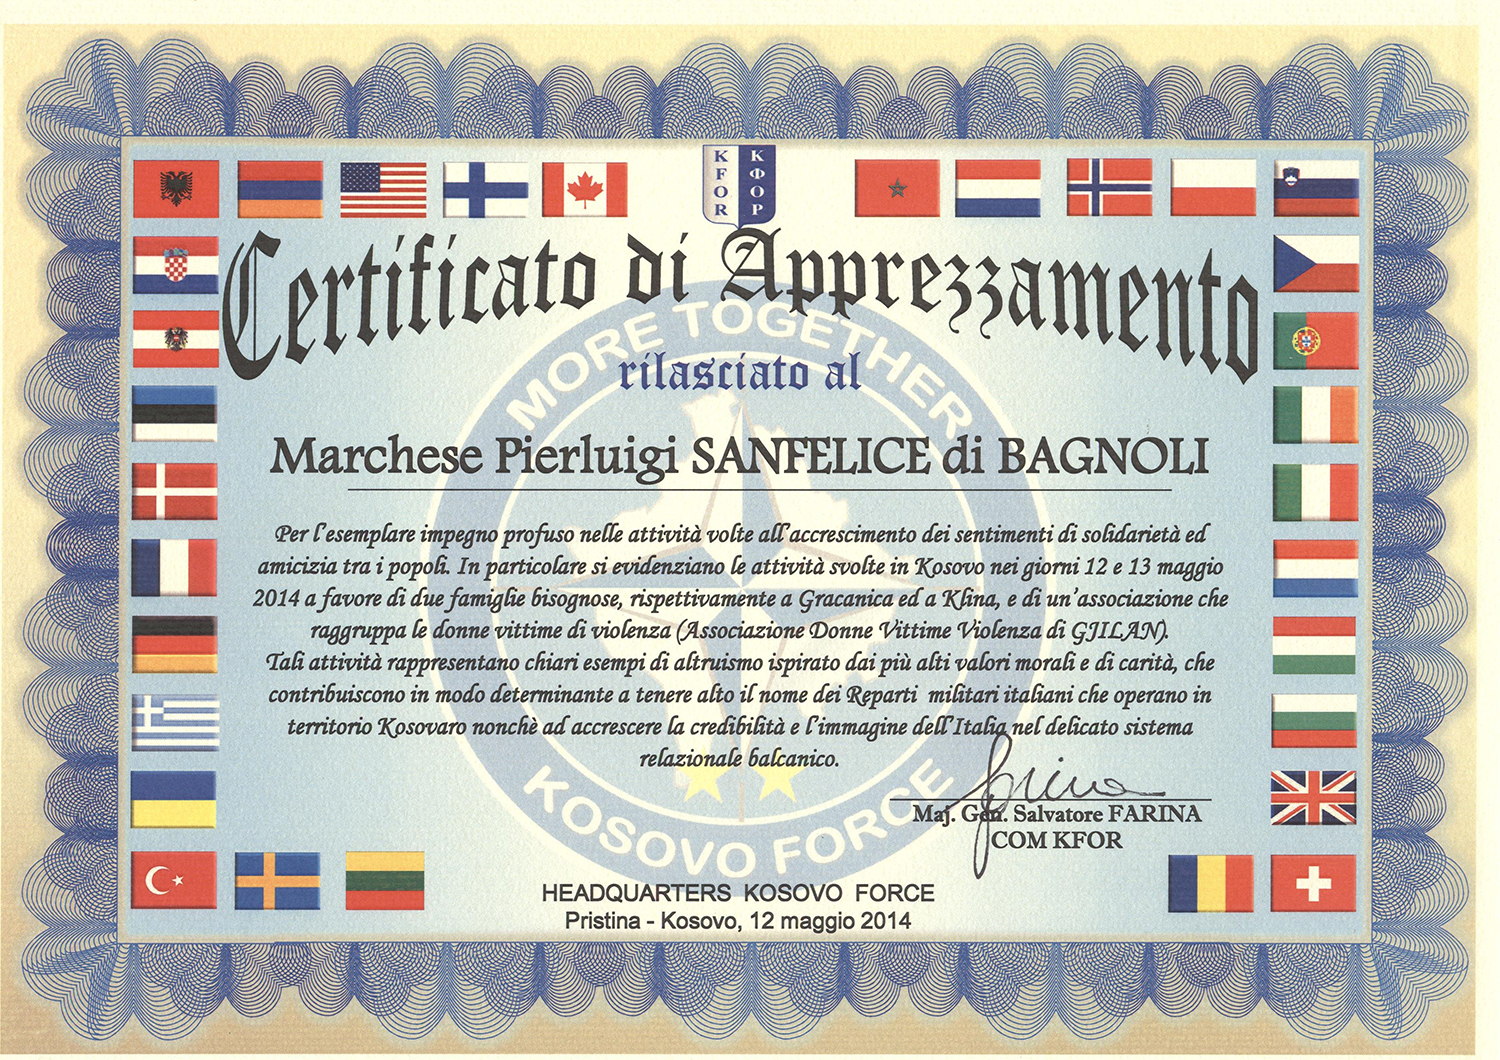 KFOR КФОР
Certificato di Apprezzamento
MORE TOGETHER
rilasciato al
Marchese Pierluigi SANFELICE di BAGNOLI
Per l'esemplare impegno profuso nelle attività volte all'accrescimento dei sentimenti di solidarietà ed
amicizia tra i popoli. In particolare si evidenziano le attività svolte in Kosovo nei giorni 12 e 13 maggio
2014 a favore di due famiglie bisognose, rispettivamente a Gracanica ed a Klina, e di un'associazione che
raggruppa le donne vittime di violenza (Associazione Donne Vittime Violenza di GJILAN).
Tali attività rappresentano chiari esempi di altruismo ispirato dai più alti valori morali e di carità, che
contribuiscono in modo determinante a tenere alto il nome dei Reparti militari italiani che operano in
territorio Kosovaro nonchè ad accrescere la credibilità e l'immagine dell'Italia nel delicato sistema
relazionale balcanico.
Farina
Maj. Gen. Salvatore FARINA
COM KFOR
KOSOVO FORCE
HEADQUARTERS KOSOVO FORCE
Pristina - Kosovo, 12 maggio 2014